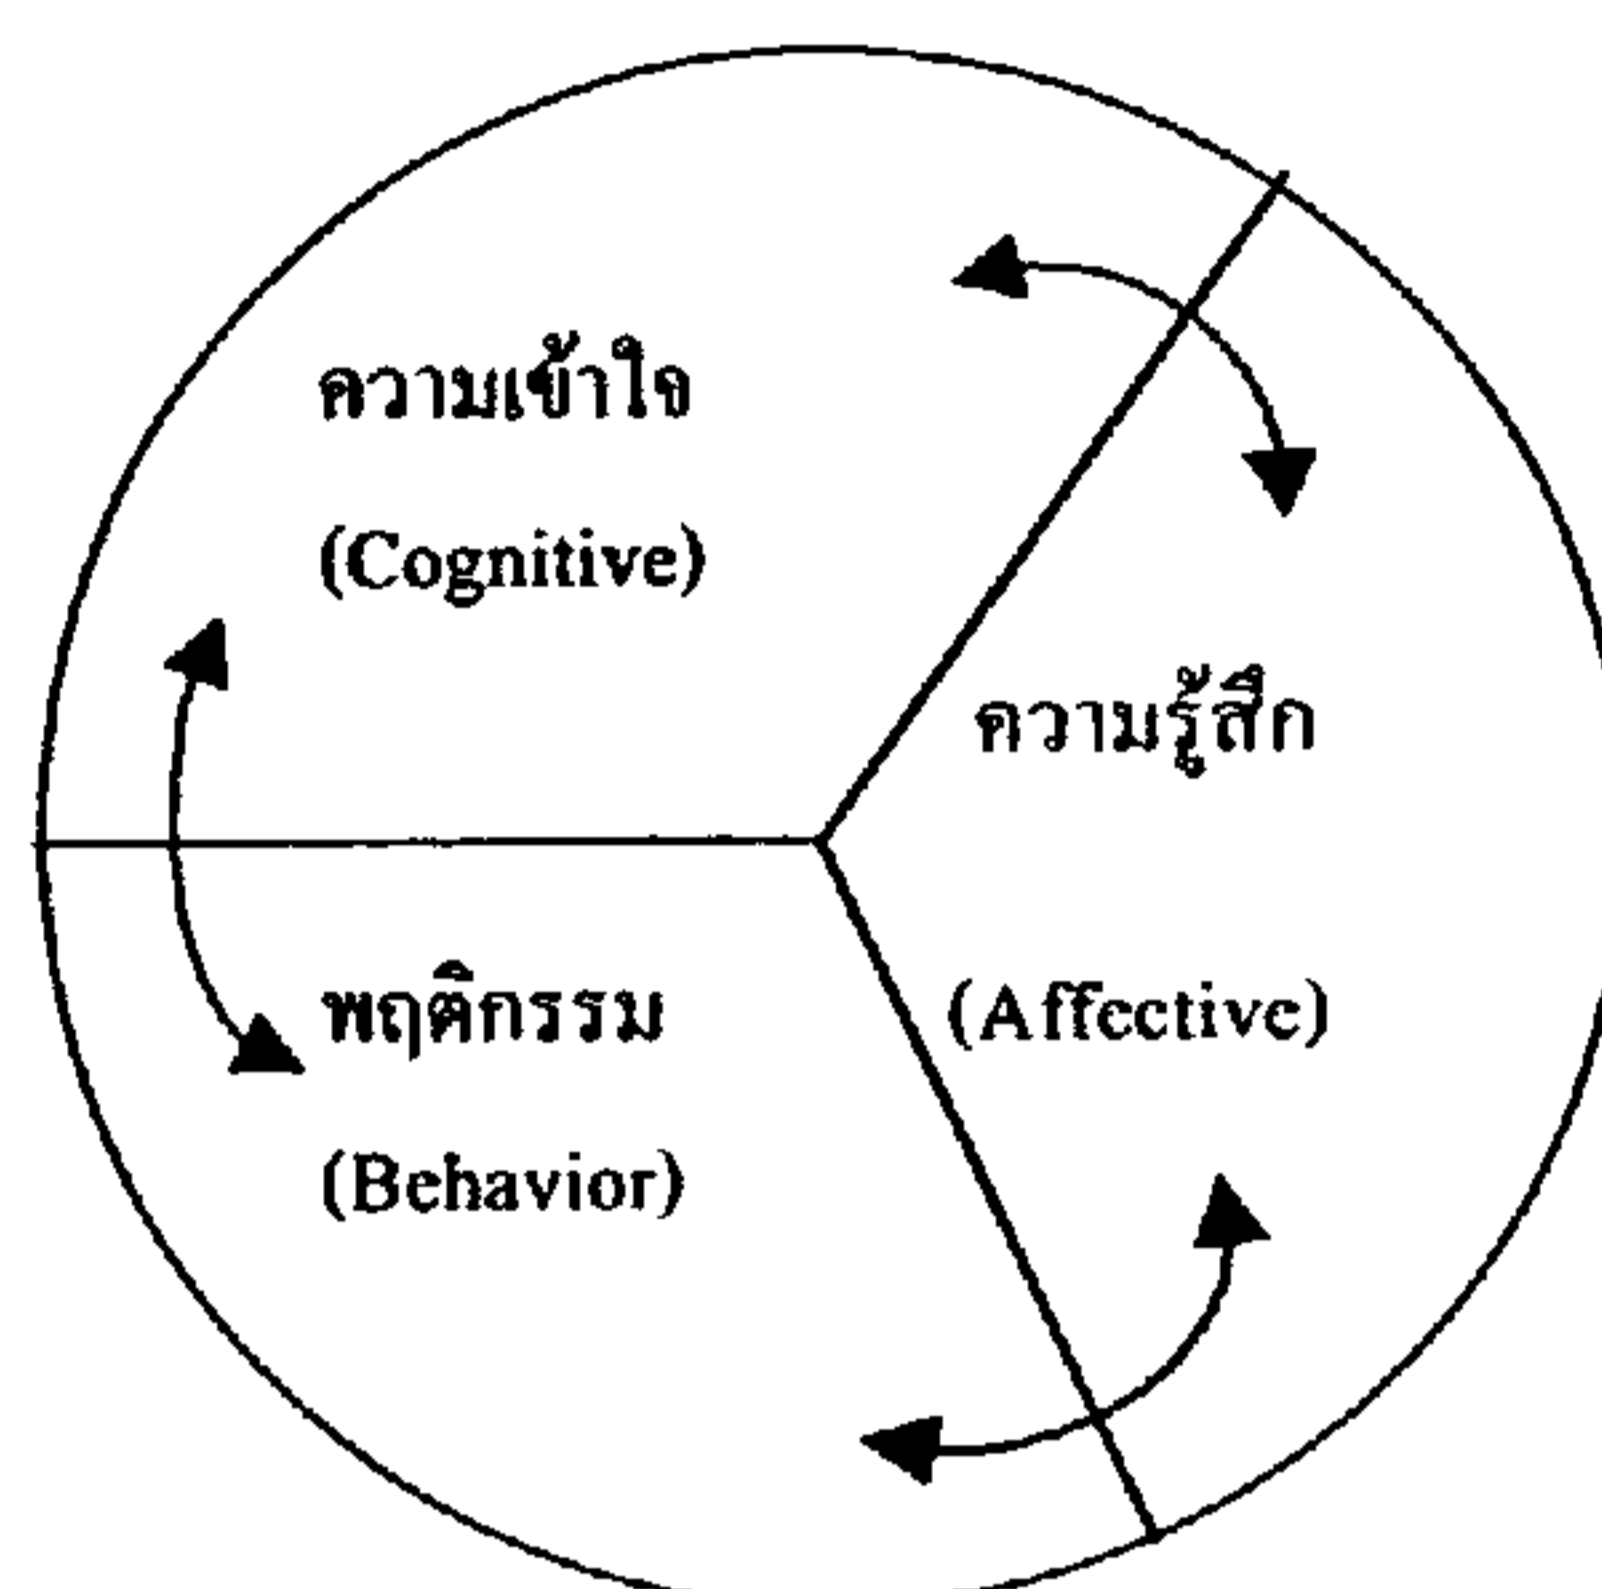 ความเข้าใจ
(Cognitive)
ความรู้สึก
(Affective)
พฤติกรรม
(Behavior)